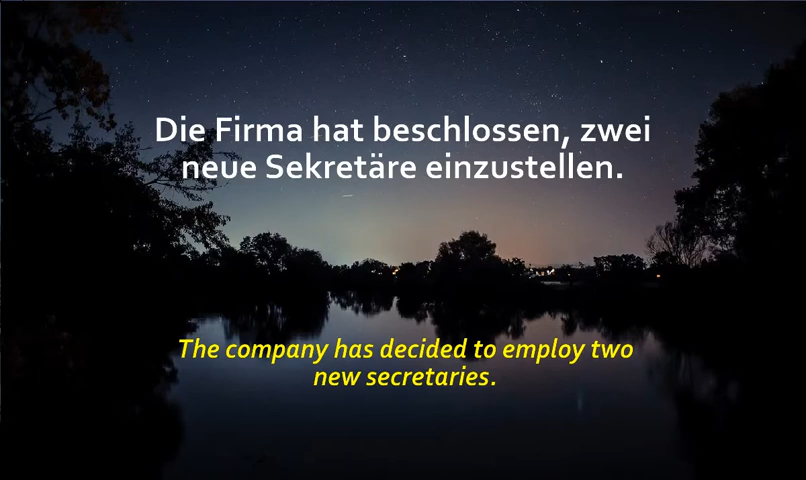 Die Firma hat beschlossen, zwei
neue Sekretäre einzustellen.
The company has decided to employ two
new secretaries.